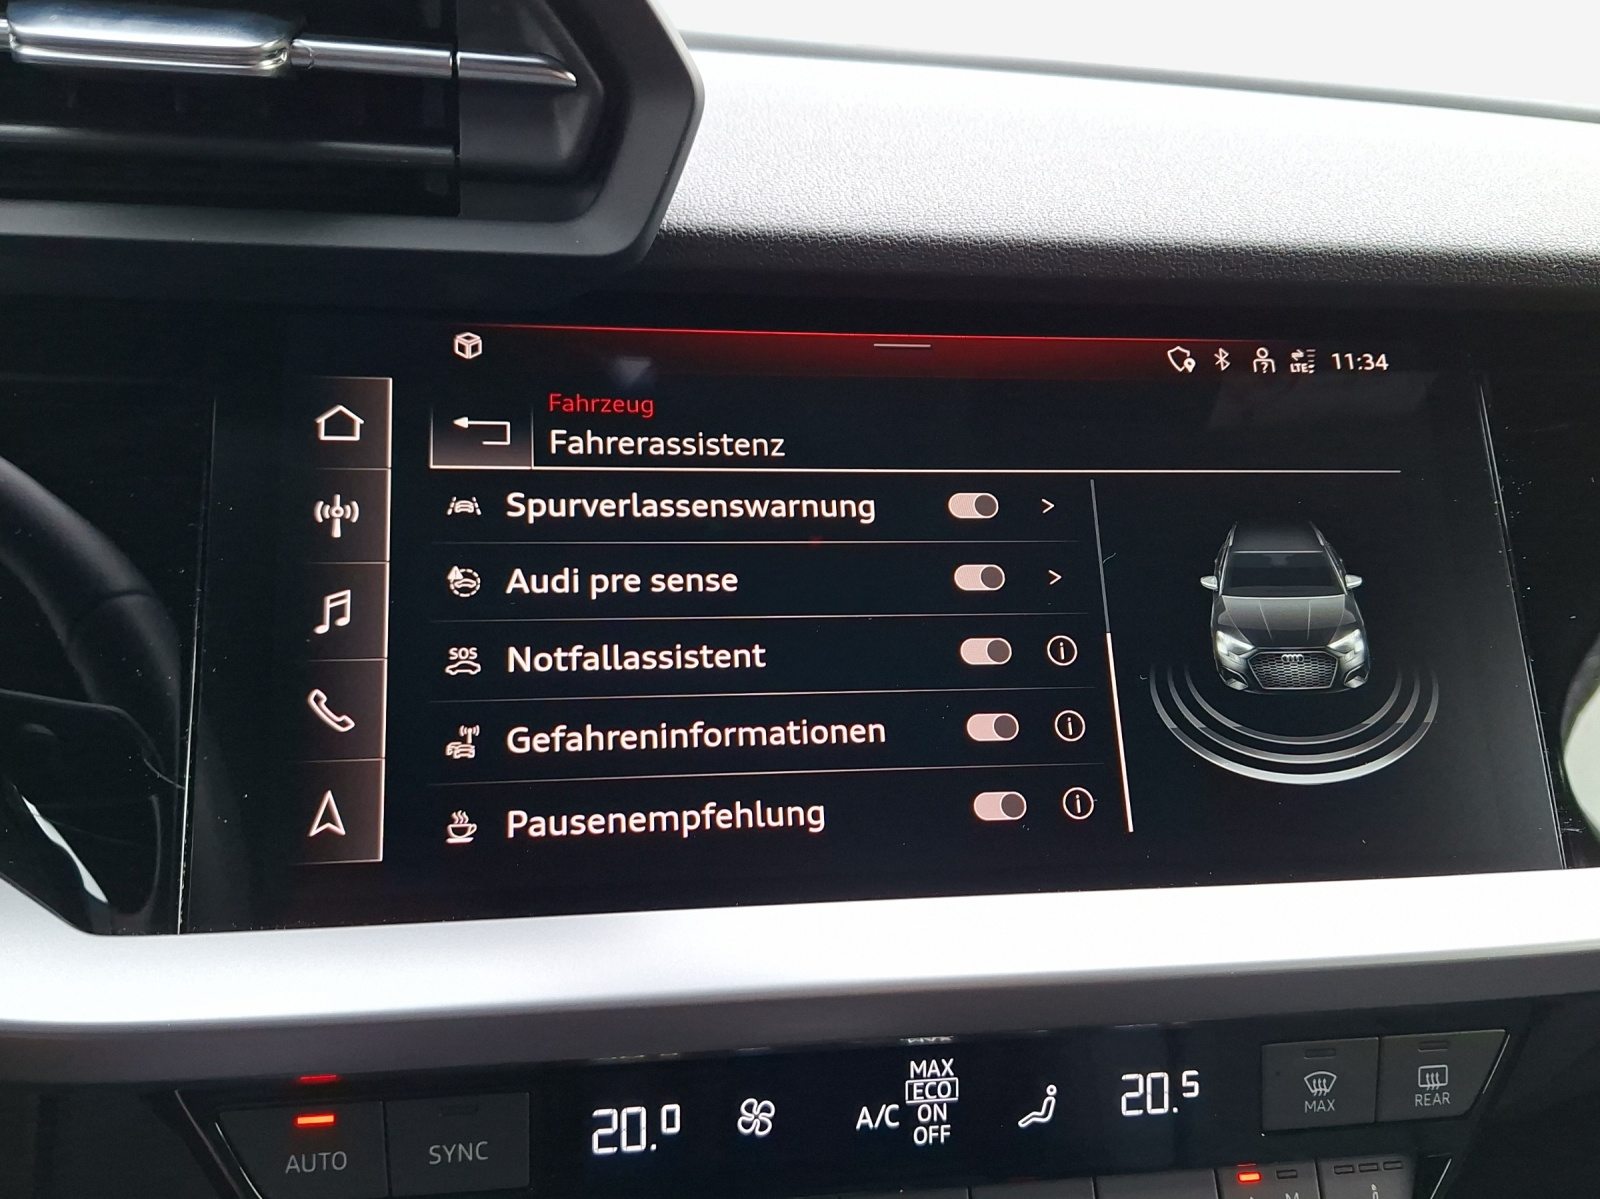 LTE 11:34
Fahrzeug
Fahrerassistenz
Spurverlassenswarnung
Audi pre sense
SOS Notfallassistent
Gefahreninformationen
Pausenempfehlung
AUTO
SYNC
20.0
A/C
MAX
ECO
ON
OFF
20.5
MAX
REAR